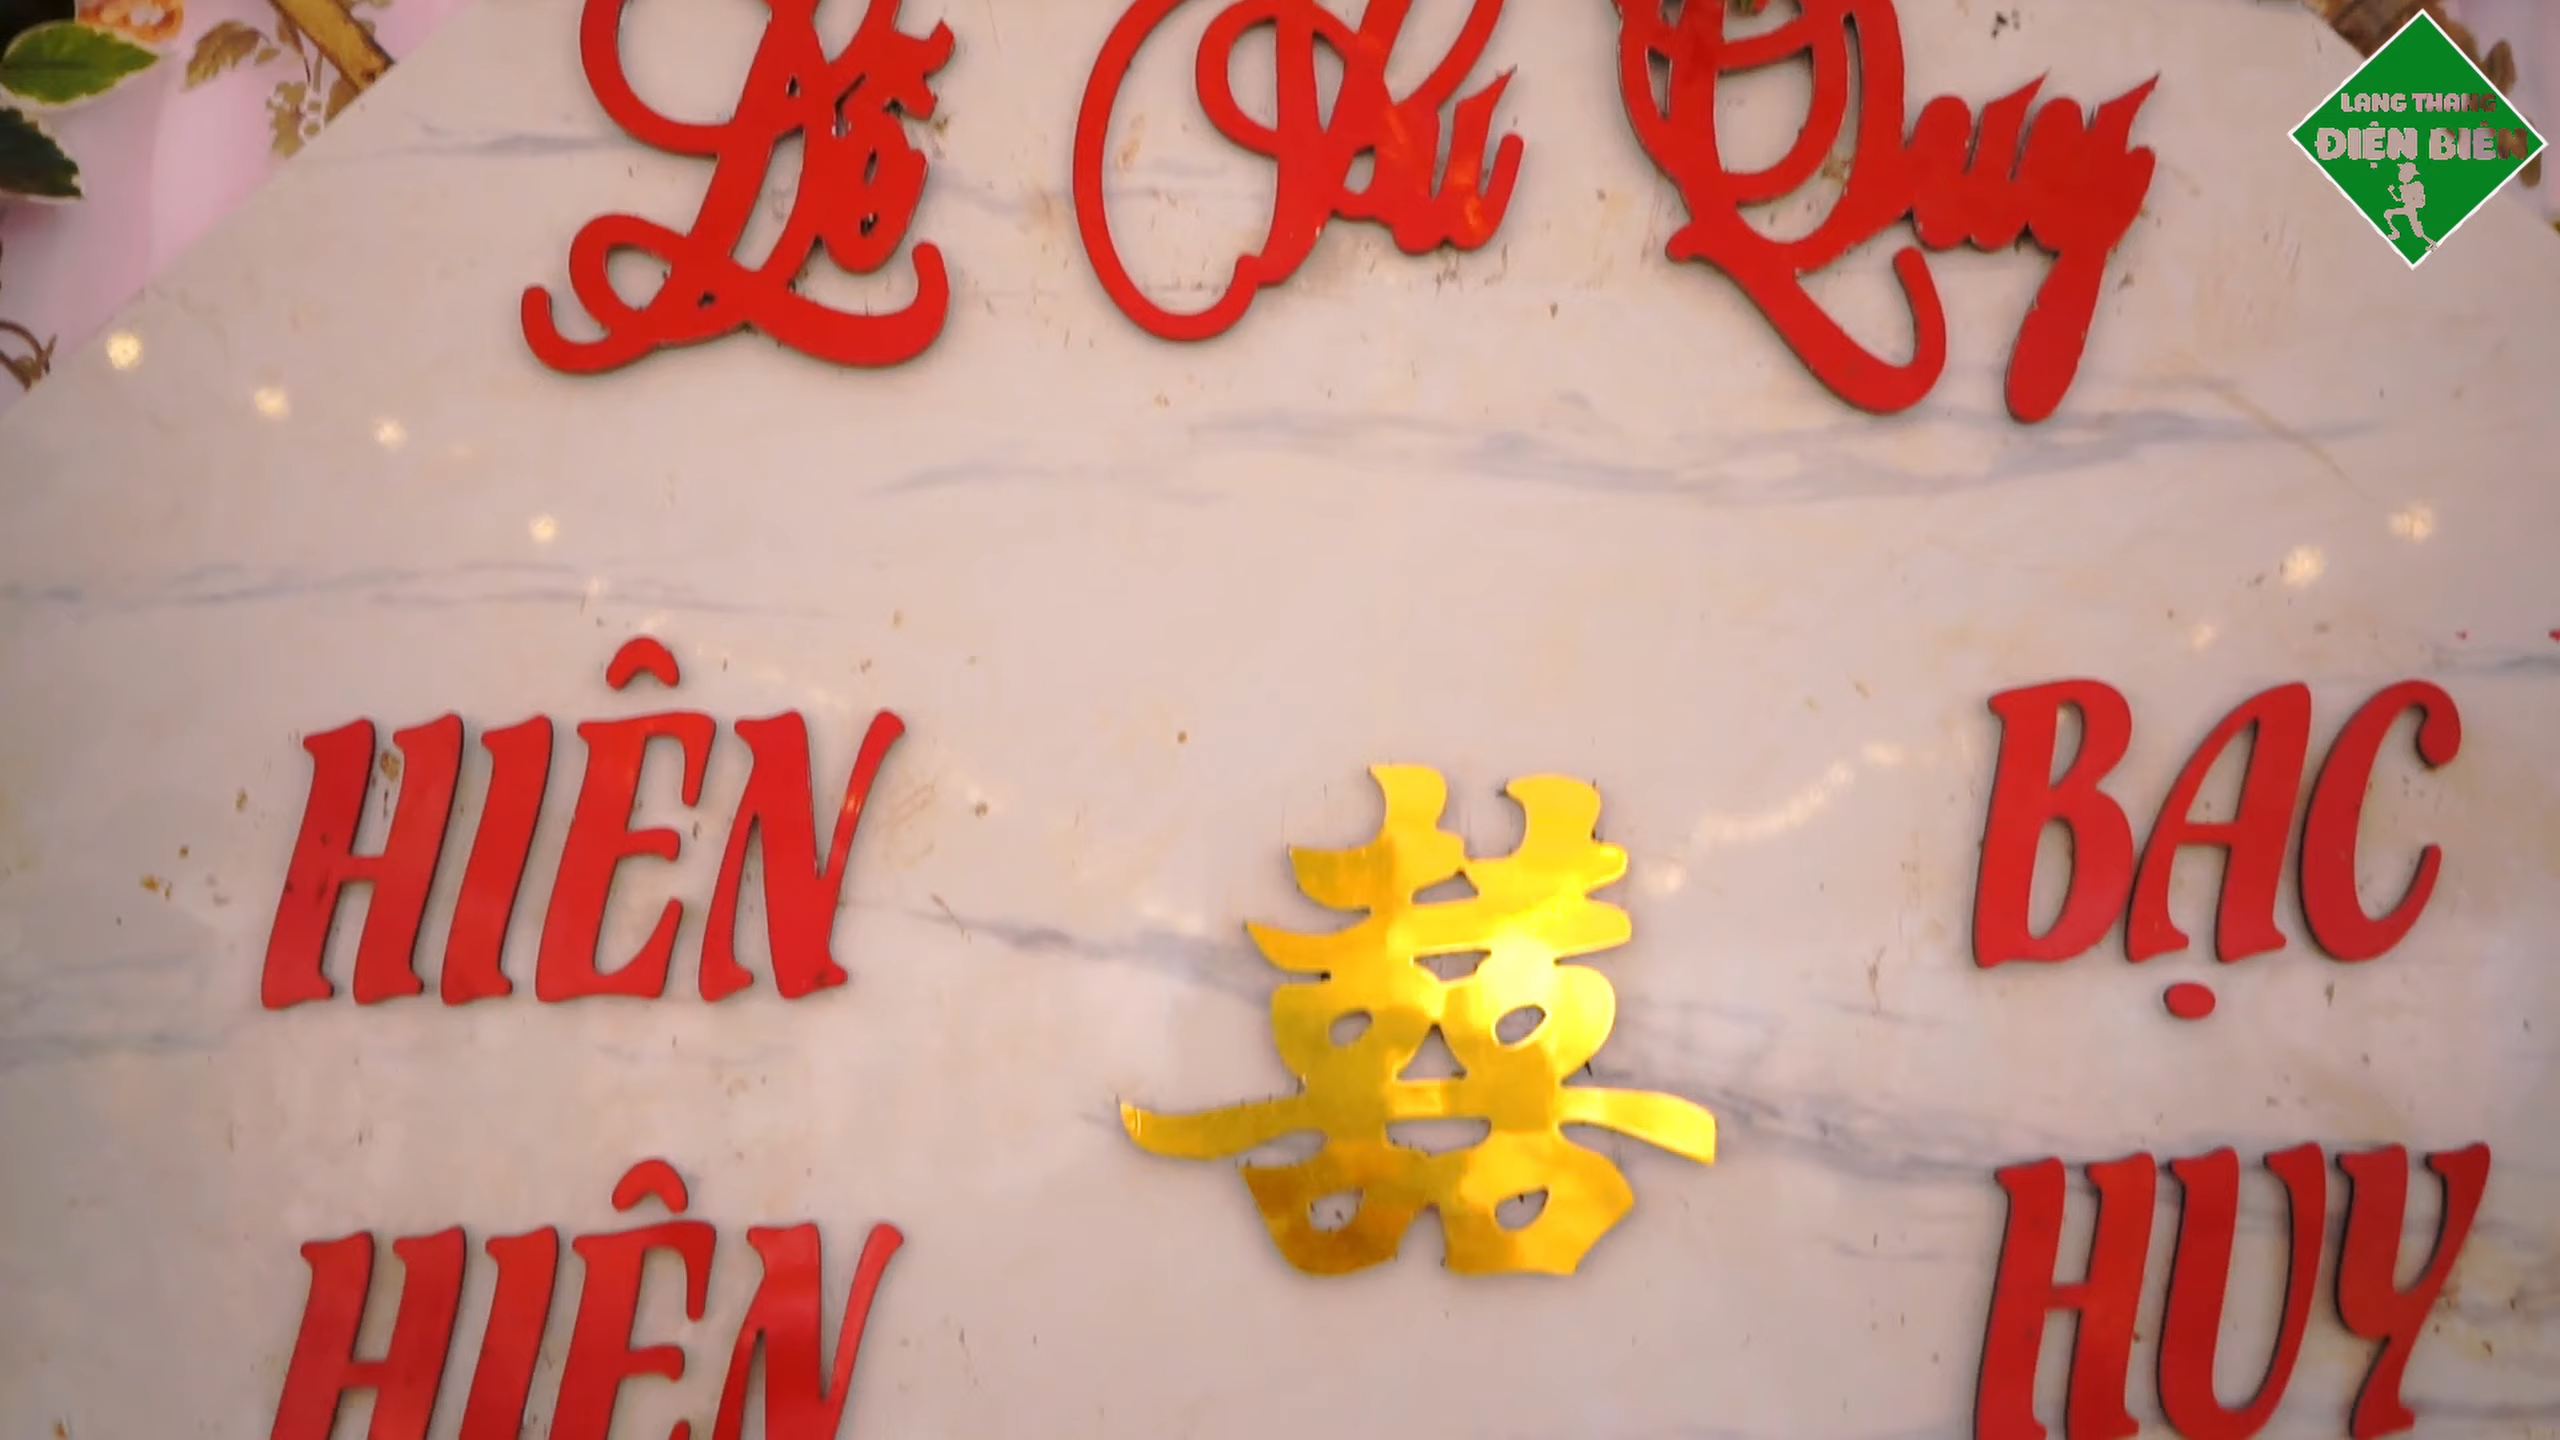 Lễ Vu Quy
LANG THANG
ĐIỆN BIÊN
HIÊN
BẠC
囍
HIÊN
HUY